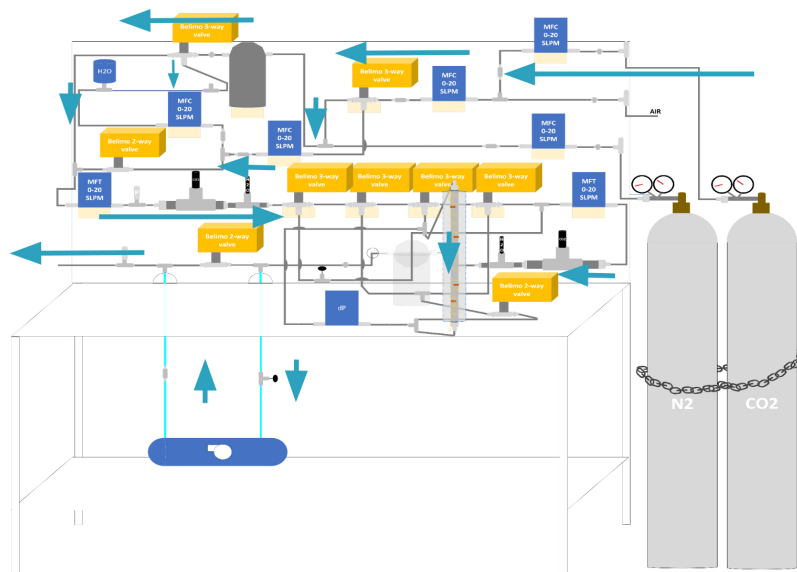 Belimo 3-way
valve
MFC
0-20
SLPM
H2O
Belimo 3-way
valve
MFC
0-20
SLPM
MFC
0-20
SLPM
AIR
MFC
0-20
SLPM
MFC
0-20
SLPM
Belimo 2-way
valve
MFT
0-20
SLPM
Belimo 3-way
valve
Belimo 3-way
valve
Belimo 3-way
valve
Belimo 3-way
valve
MFT
0-20
SLPM
Belimo 2-way
valve
Belimo 2-way
valve
dP
N2
CO2